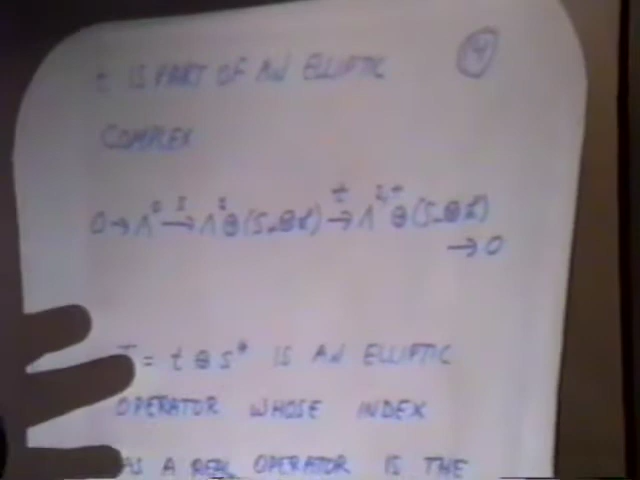 ④
t IS PART OF AN ELLIPTIC
COMPLEX
0 → Λ⁰ —s→ Λ¹ ⊕ (S₊⊗L) —t→ Λ²,⁺ ⊕ (S₋⊗L)
→ 0
T = t ⊕ s* IS AN ELLIPTIC
OPERATOR WHOSE INDEX
AS A REAL OPERATOR IS THE